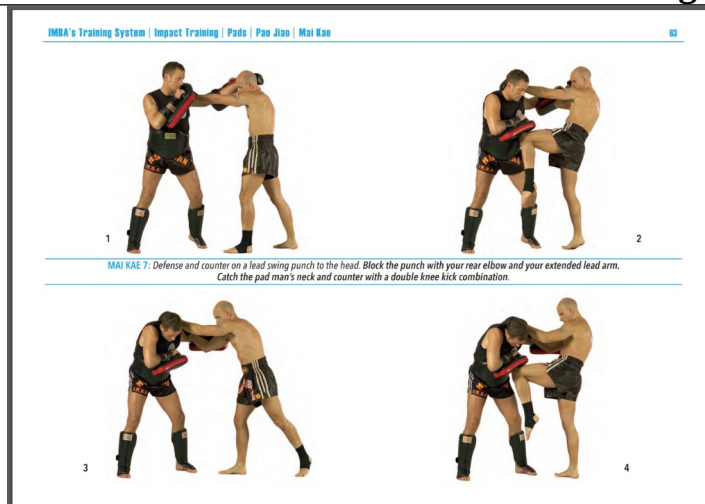 IMBA's Training System | Impact Training | Pads | Pao Jiao | Mai Kae 63
1 2
MAI KAE 7: Defense and counter on a lead swing punch to the head. Block the punch with your rear elbow and your extended lead arm.
Catch the pad man's neck and counter with a double knee kick combination.
3 4